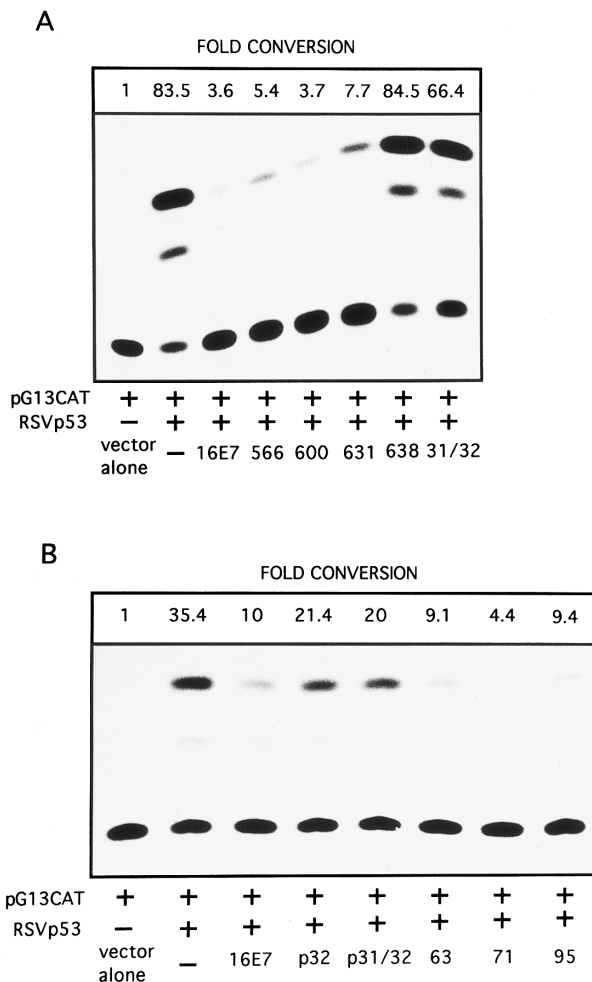 A
FOLD CONVERSION
1 83.5 3.6 5.4 3.7 7.7 84.5 66.4
pG13CAT + + + + + + + +
RSVp53 − + + + + + + +
vector alone − 16E7 566 600 631 638 31/32
B
FOLD CONVERSION
1 35.4 10 21.4 20 9.1 4.4 9.4
pG13CAT + + + + + + + +
RSVp53 − + + + + + + +
vector alone − 16E7 p32 p31/32 63 71 95